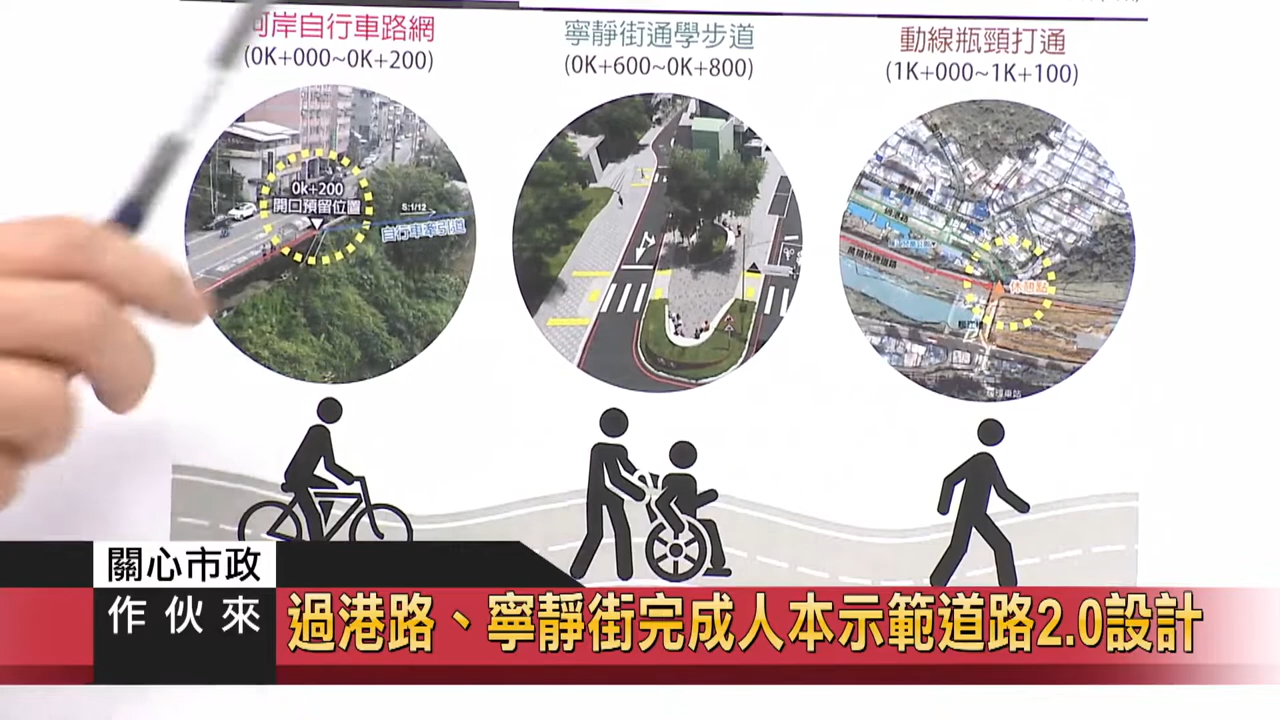 河岸自行車路網
(0K+000~0K+200)
寧靜街通學步道
(0K+600~0K+800)
動線瓶頸打通
(1K+000~1K+100)
0k+200
開口預留位置
S:1/12
自行車牽引道
過港路
休憩點
關心市政
作伙來
過港路、寧靜街完成人本示範道路2.0設計